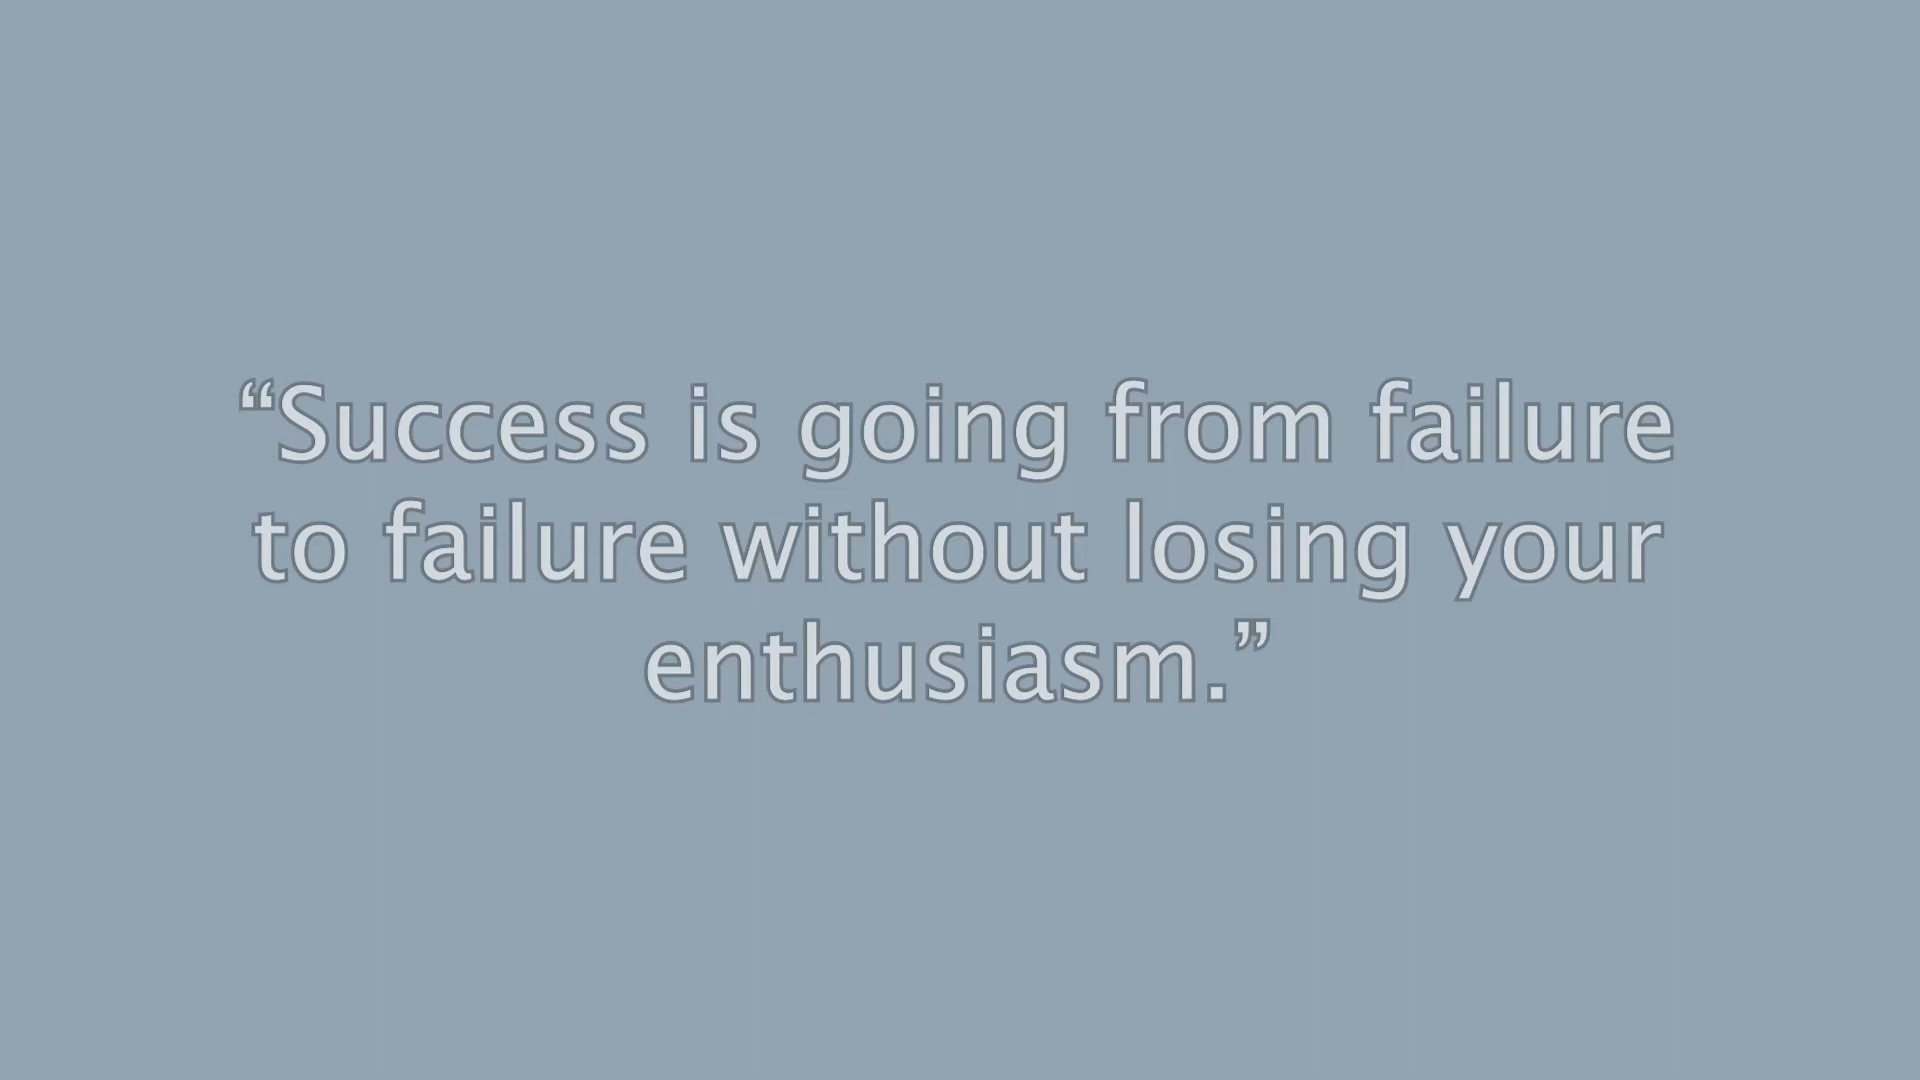 “Success is going from failure
to failure without losing your
enthusiasm.”